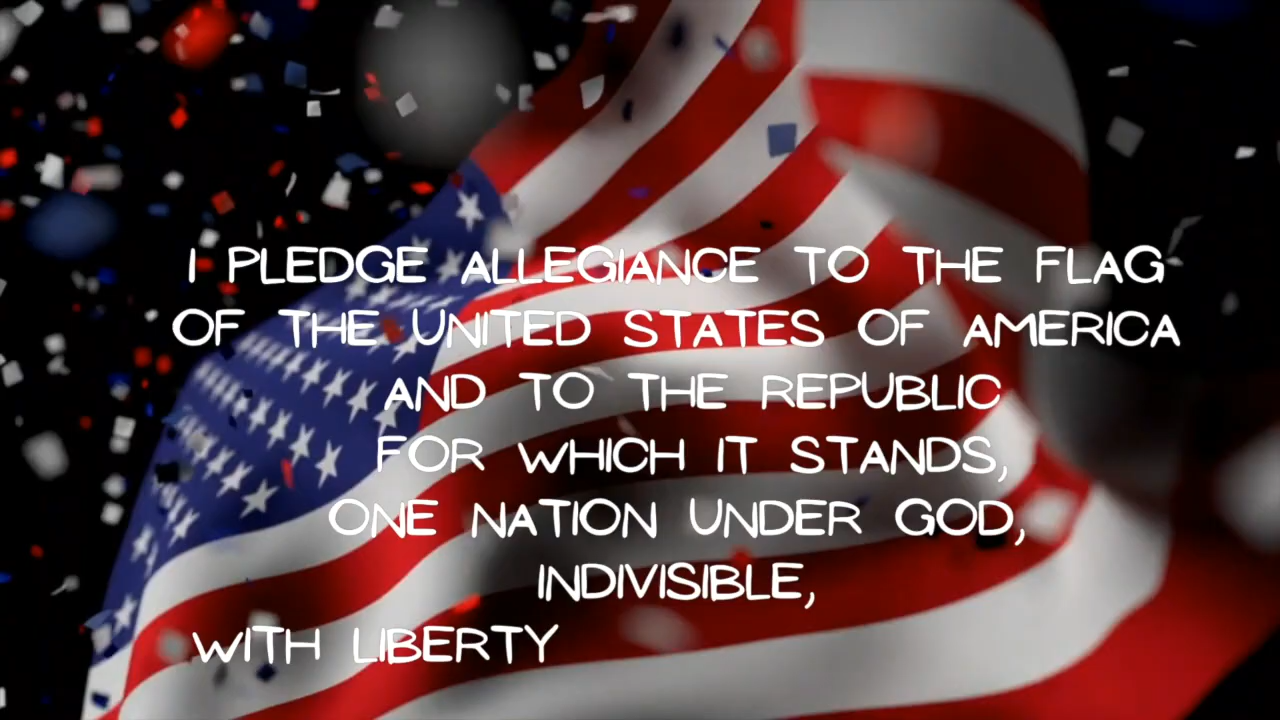 I PLEDGE ALLEGIANCE TO THE FLAG
OF THE UNITED STATES OF AMERICA
AND TO THE REPUBLIC
FOR WHICH IT STANDS,
ONE NATION UNDER GOD,
INDIVISIBLE,
WITH LIBERTY